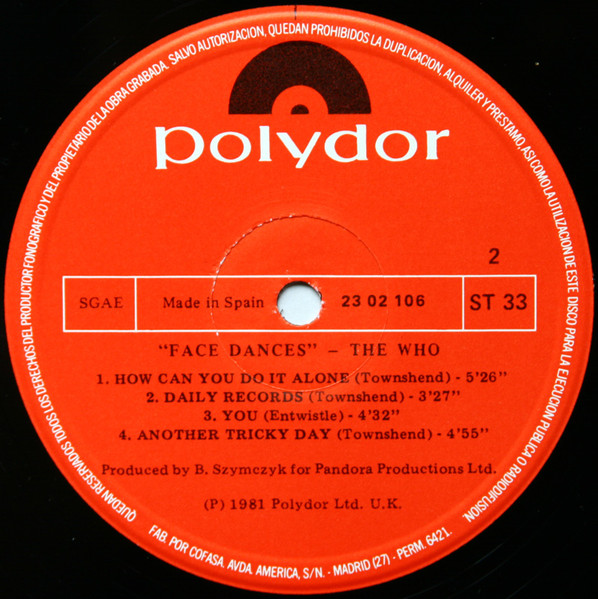 QUEDAN RESERVADOS TODOS LOS DERECHOS DEL PRODUCTOR FONOGRAFICO Y DEL PROPIETARIO DE LA OBRA GRABADA. SALVO AUTORIZACION, QUEDAN PROHIBIDOS LA DUPLICACION, ALQUILER Y PRESTAMO, ASI COMO LA UTILIZACION DE ESTE DISCO PARA LA EJECUCION PUBLICA O RADIODIFUSION.
polydor
2
SGAE Made in Spain 23 02 106 ST 33
"FACE DANCES" – THE WHO
1. HOW CAN YOU DO IT ALONE (Townshend) - 5'26"
2. DAILY RECORDS (Townshend) - 3'27"
3. YOU (Entwistle) - 4'32"
4. ANOTHER TRICKY DAY (Townshend) - 4'55"
Produced by B. Szymczyk for Pandora Productions Ltd.
(P) 1981 Polydor Ltd. U.K.
FAB. POR COFASA. AVDA. AMERICA, S/N. - MADRID (27) - PERM. 6421.